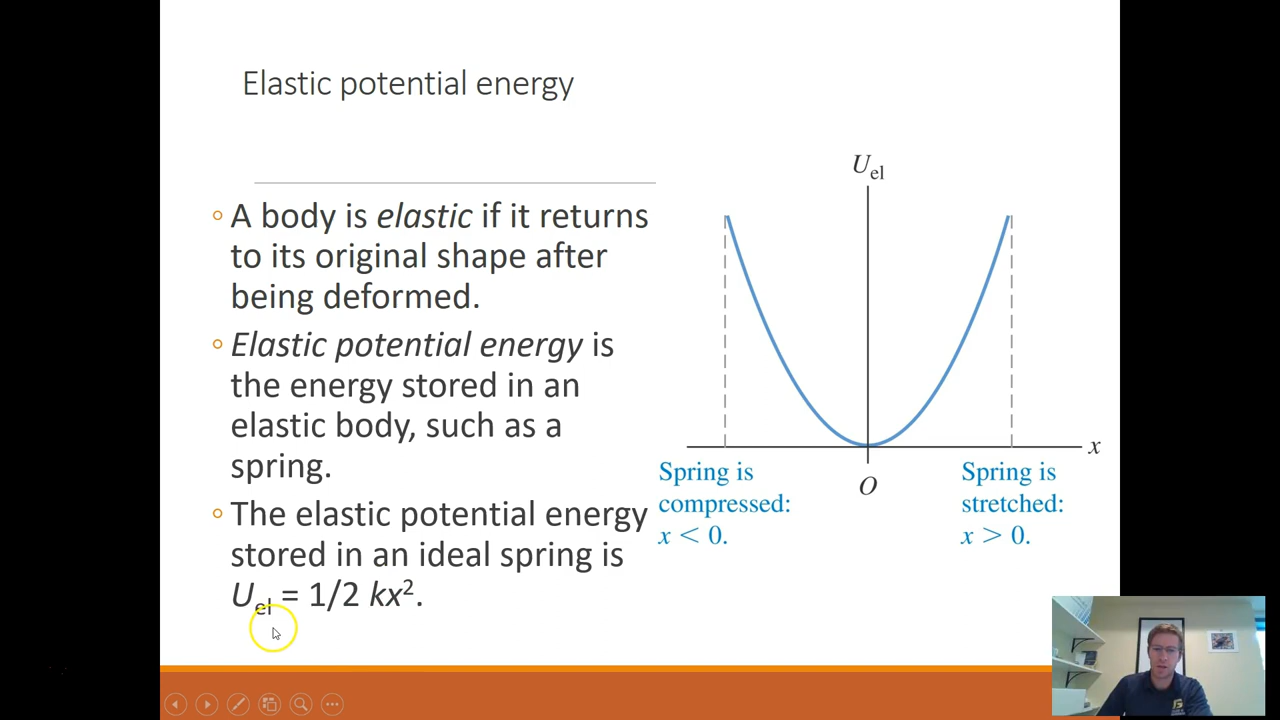 Elastic potential energy
◦ A body is elastic if it returns
to its original shape after
being deformed.
◦ Elastic potential energy is
the energy stored in an
elastic body, such as a
spring.
◦ The elastic potential energy
stored in an ideal spring is
Uel = 1/2 kx².
Uel
x
O
Spring is
compressed:
x < 0.
Spring is
stretched:
x > 0.